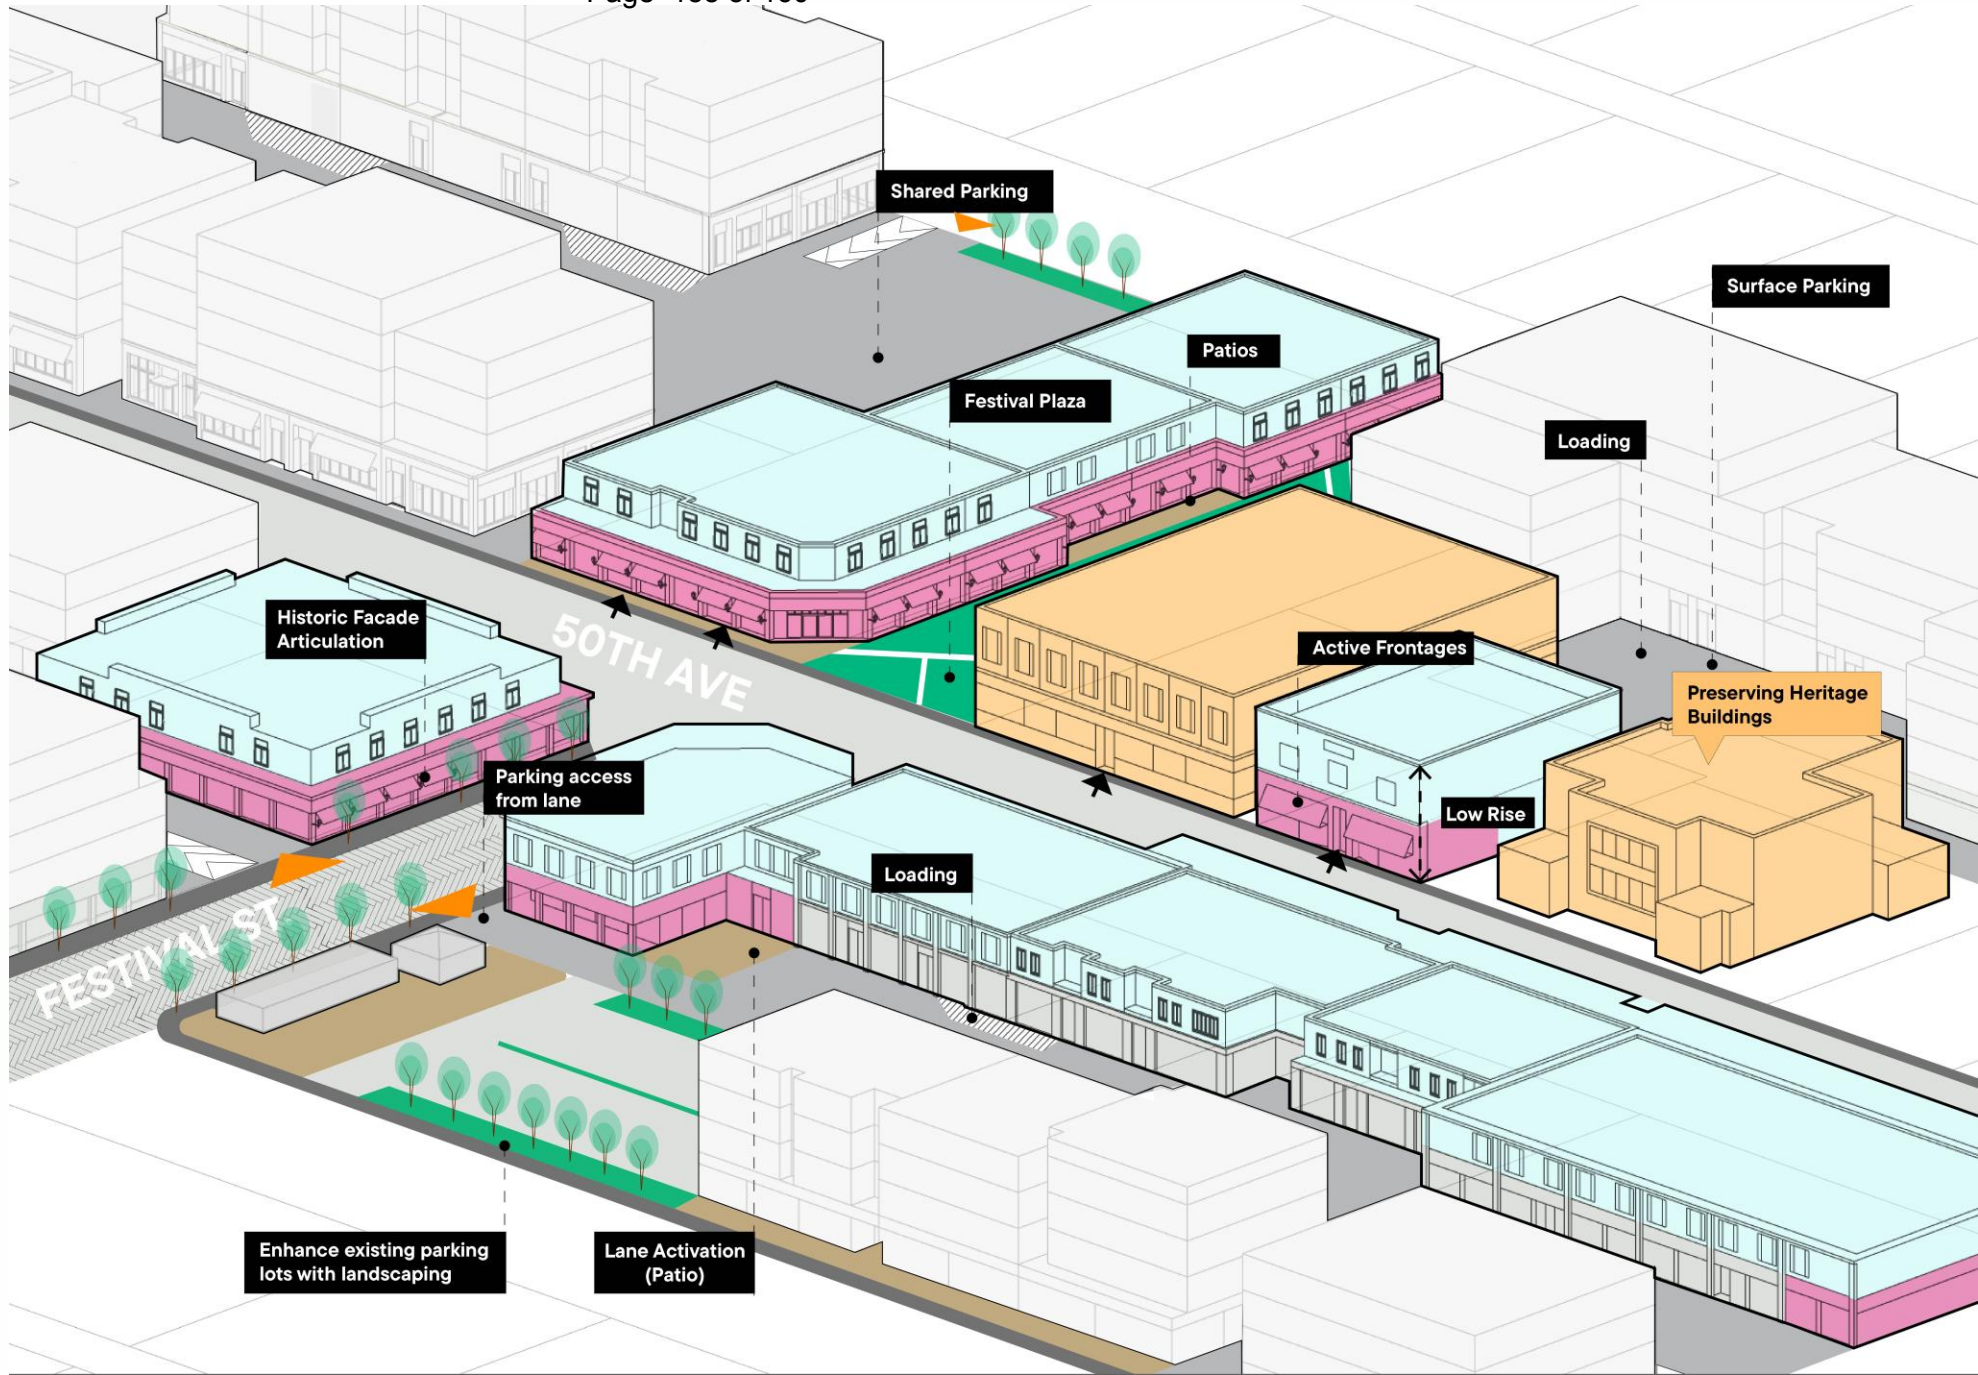 Shared Parking
Surface Parking
Patios
Festival Plaza
Loading
Historic Facade
Articulation
50TH AVE
Active Frontages
Preserving Heritage
Buildings
Parking access
from lane
Low Rise
Loading
FESTIVAL ST.
Enhance existing parking
lots with landscaping
Lane Activation
(Patio)